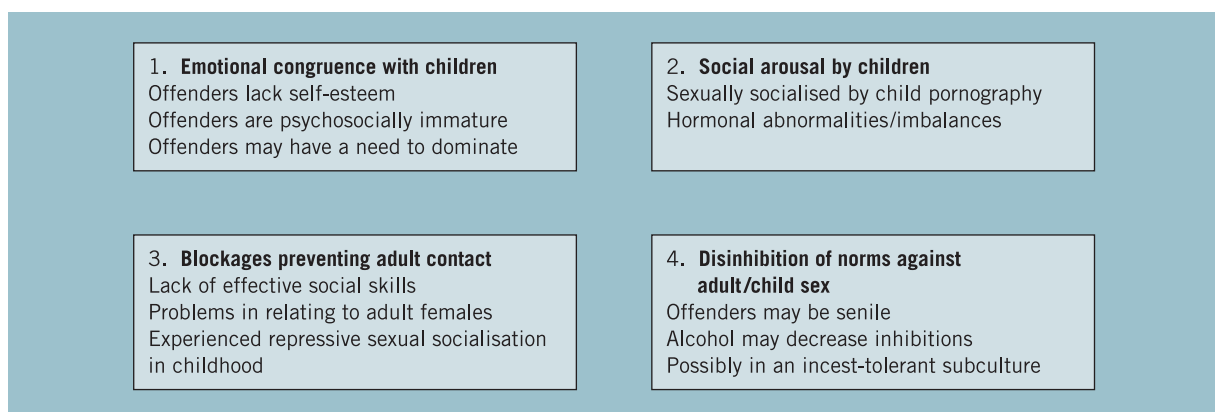 1. Emotional congruence with children
Offenders lack self-esteem
Offenders are psychosocially immature
Offenders may have a need to dominate
2. Social arousal by children
Sexually socialised by child pornography
Hormonal abnormalities/imbalances
3. Blockages preventing adult contact
Lack of effective social skills
Problems in relating to adult females
Experienced repressive sexual socialisation
in childhood
4. Disinhibition of norms against
adult/child sex
Offenders may be senile
Alcohol may decrease inhibitions
Possibly in an incest-tolerant subculture